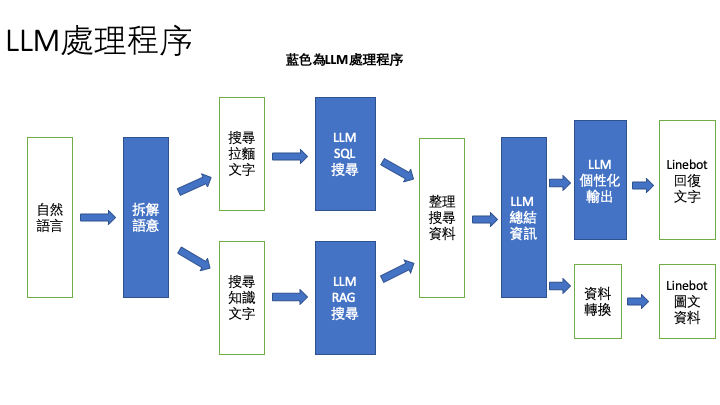 LLM處理程序
藍色為LLM處理程序
自然
語言
拆解
語意
搜尋
拉麵
文字
LLM
SQL
搜尋
搜尋
知識
文字
LLM
RAG
搜尋
整理
搜尋
資料
LLM
總結
資訊
LLM
個性化
輸出
Linebot
回復
文字
資料
轉換
Linebot
圖文
資料